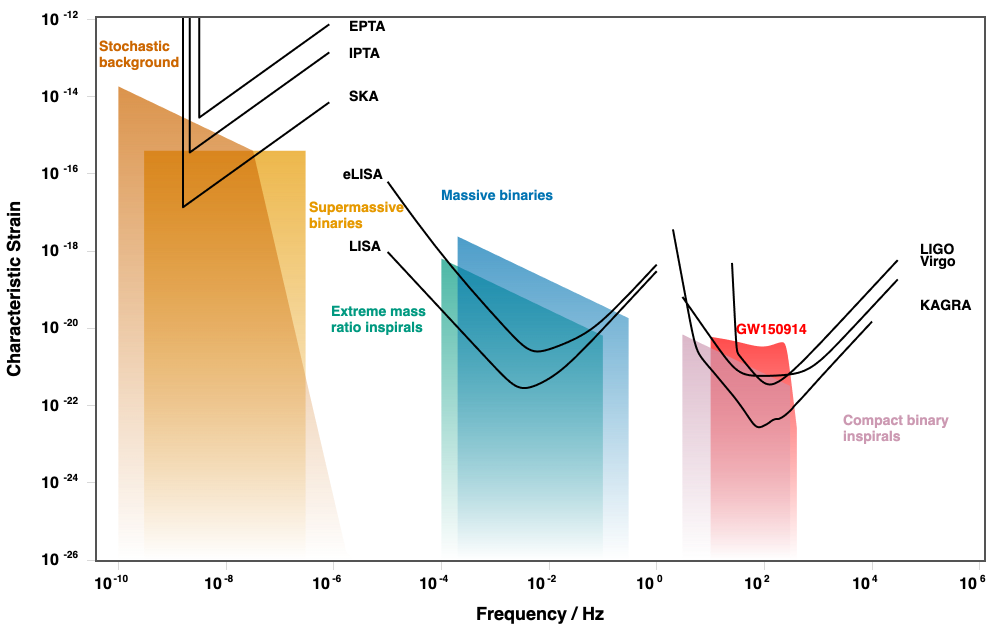 10 -12
EPTA
Stochastic
background
IPTA
10 -14
SKA
10 -16
eLISA
Massive binaries
Supermassive
binaries
10 -18
LISA
LIGO
Virgo
Extreme mass
ratio inspirals
KAGRA
10 -20
GW150914
10 -22
Compact binary
inspirals
10 -24
10 -26
Characteristic Strain
10 -10
10 -8
10 -6
10 -4
10 -2
10 0
10 2
10 4
10 6
Frequency / Hz